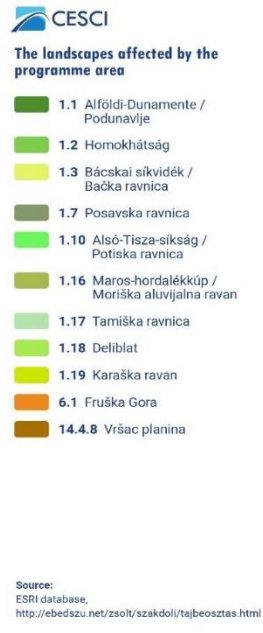 CESCI
The landscapes affected by the
programme area
1.1 Alföldi-Dunamente /
Podunavlje
1.2 Homokhátság
1.3 Bácskai síkvidék /
Bačka ravnica
1.7 Posavska ravnica
1.10 Alsó-Tisza-síkság /
Potiska ravnica
1.16 Maros-hordalékkúp /
Moriška aluvijalna ravan
1.17 Tamiška ravnica
1.18 Deliblat
1.19 Karaška ravan
6.1 Fruška Gora
14.4.8 Vršac planina
Source:
ESRI database,
http://ebedszu.net/zsolt/szakdoli/tajbeosztas.html